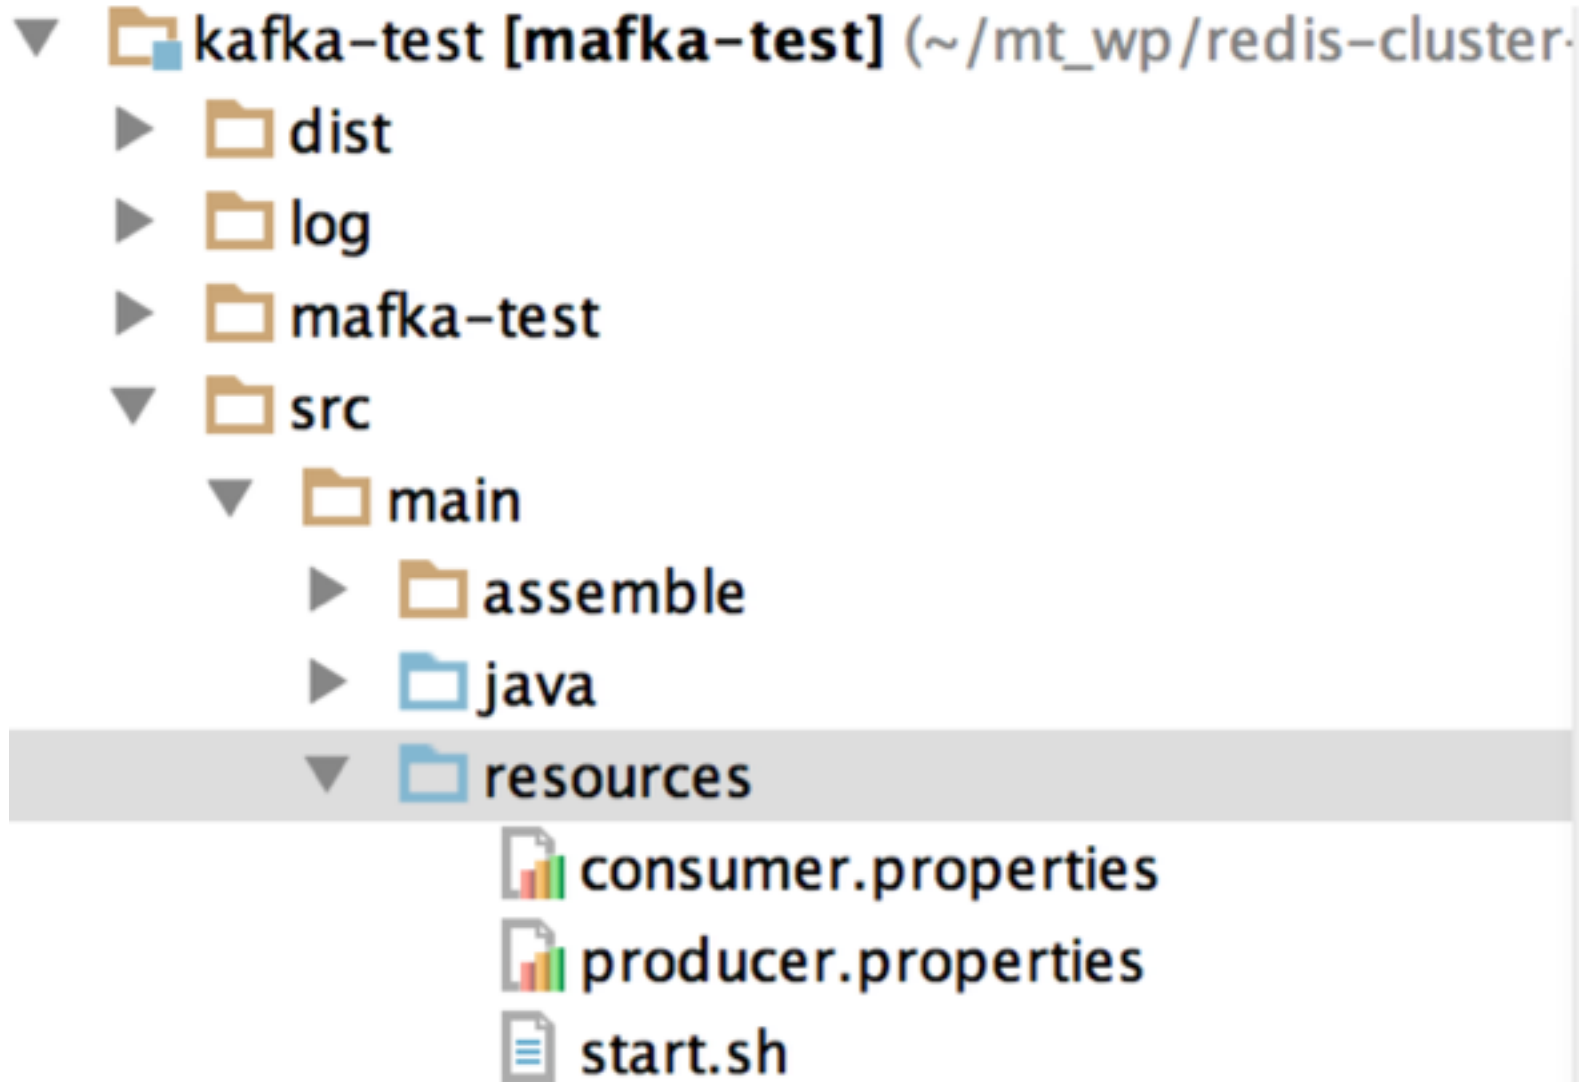 kafka-test [mafka-test] (~/mt_wp/redis-cluster-
dist
log
mafka-test
src
main
assemble
java
resources
consumer.properties
producer.properties
start.sh